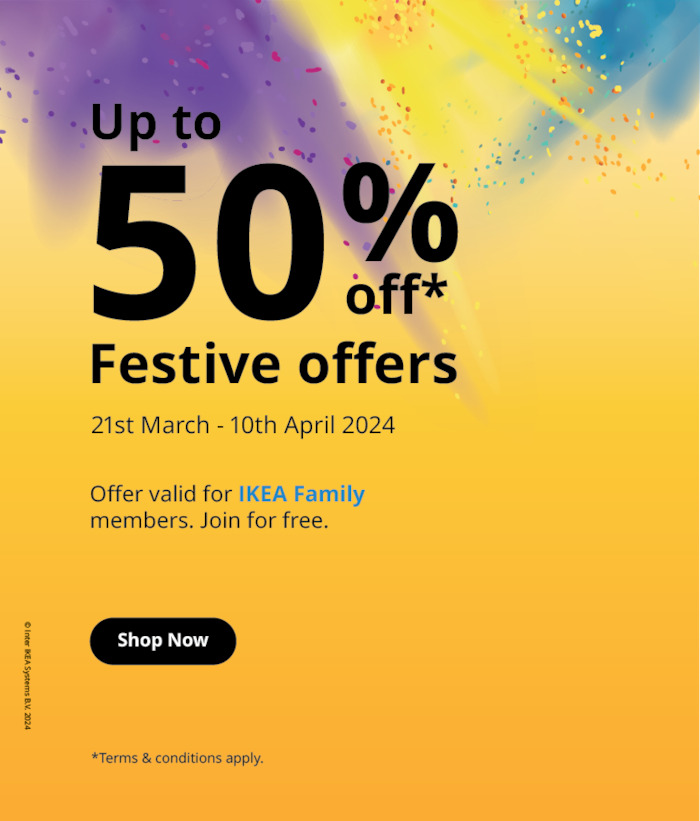 Up to
50%
off*
Festive offers
21st March - 10th April 2024
Offer valid for IKEA Family
members. Join for free.
Shop Now
© Inter IKEA Systems B.V. 2024
*Terms & conditions apply.